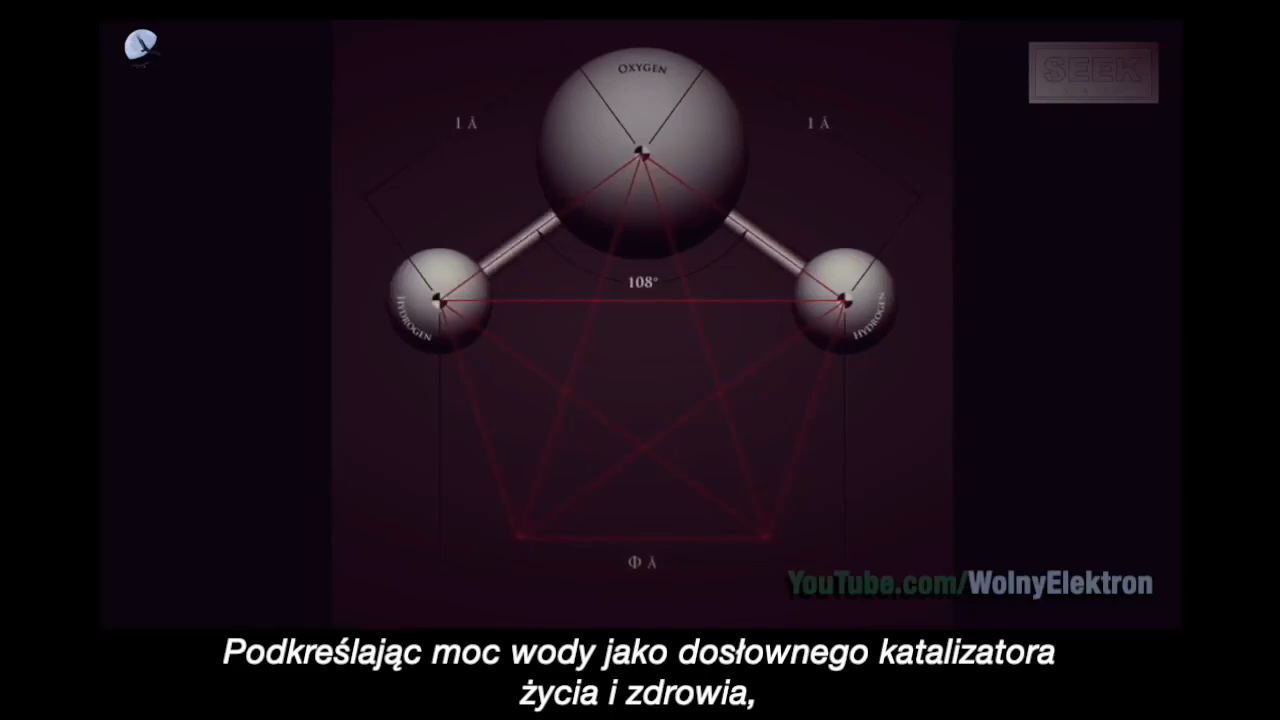 OXYGEN
SEEK
1 Å
1 Å
108°
HYDROGEN
HYDROGEN
Φ Å
YouTube.com/WolnyElektron
Podkreślając moc wody jako dosłownego katalizatora
życia i zdrowia,